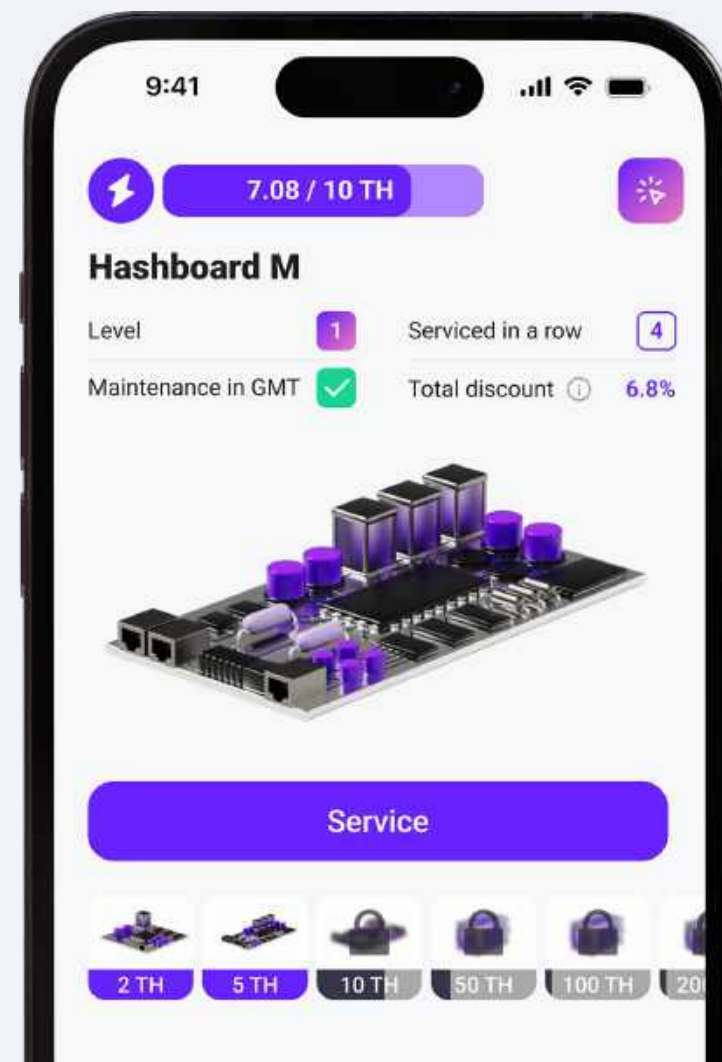 9:41
7.08 / 10 TH
Hashboard M
Level 1 Serviced in a row 4
Maintenance in GMT Total discount 6.8%
Service
2 TH 5 TH 10 TH 50 TH 100 TH